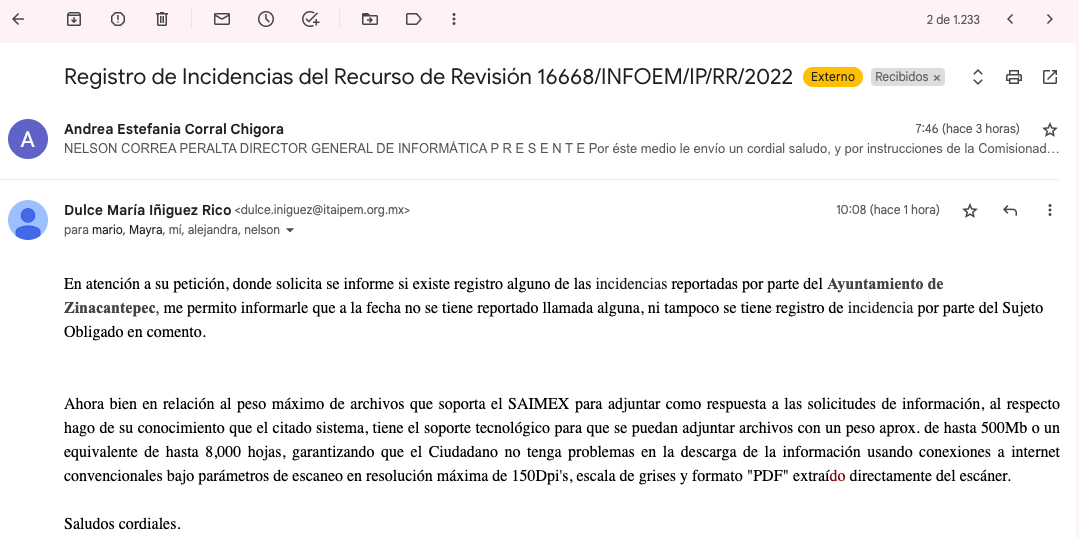 2 de 1.233
Registro de Incidencias del Recurso de Revisión 16668/INFOEM/IP/RR/2022 Externo Recibidos ×
A
Andrea Estefania Corral Chigora 7:46 (hace 3 horas)
NELSON CORREA PERALTA DIRECTOR GENERAL DE INFORMÁTICA P R E S E N T E Por éste medio le envío un cordial saludo, y por instrucciones de la Comisionad…
Dulce María Iñiguez Rico <dulce.iniguez@itaipem.org.mx> 10:08 (hace 1 hora)
para mario, Mayra, mí, alejandra, nelson
En atención a su petición, donde solicita se informe si existe registro alguno de las incidencias reportadas por parte del Ayuntamiento de
Zinacantepec, me permito informarle que a la fecha no se tiene reportado llamada alguna, ni tampoco se tiene registro de incidencia por parte del Sujeto
Obligado en comento.
Ahora bien en relación al peso máximo de archivos que soporta el SAIMEX para adjuntar como respuesta a las solicitudes de información, al respecto
hago de su conocimiento que el citado sistema, tiene el soporte tecnológico para que se puedan adjuntar archivos con un peso aprox. de hasta 500Mb o un
equivalente de hasta 8,000 hojas, garantizando que el Ciudadano no tenga problemas en la descarga de la información usando conexiones a internet
convencionales bajo parámetros de escaneo en resolución máxima de 150Dpi's, escala de grises y formato "PDF" extraído directamente del escáner.
Saludos cordiales.